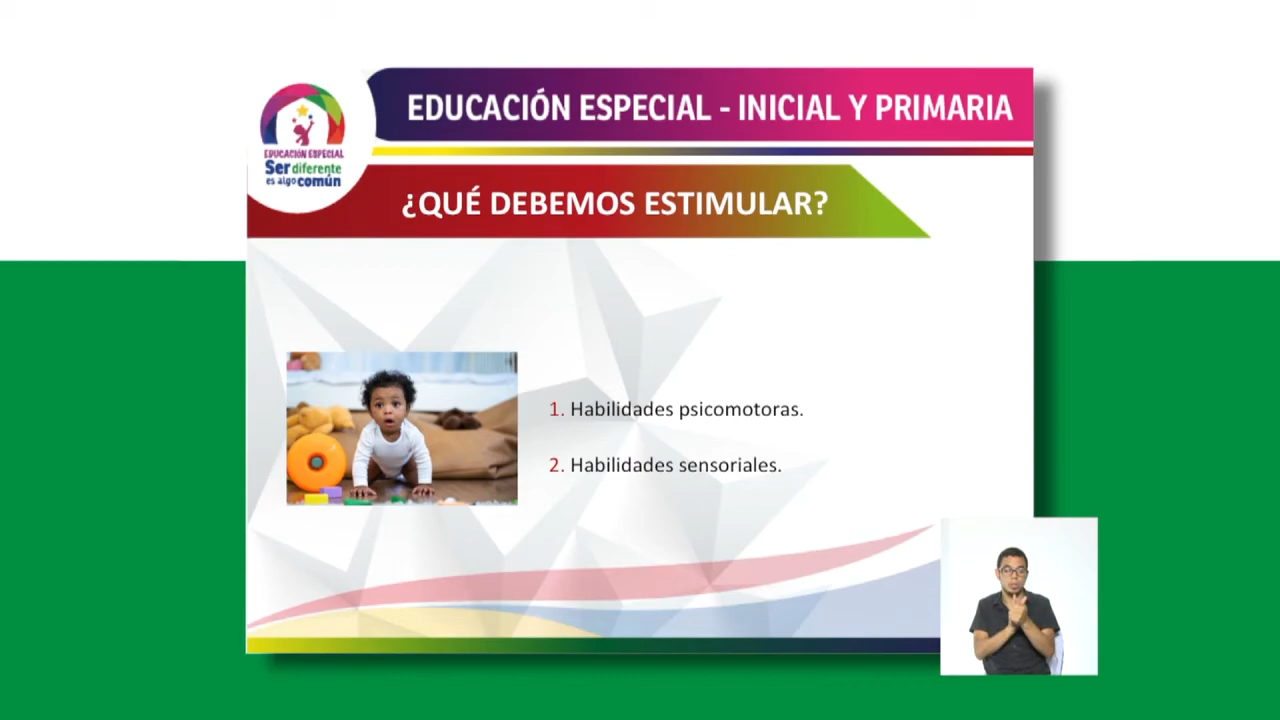 EDUCACIÓN ESPECIAL - INICIAL Y PRIMARIA
EDUCACIÓN ESPECIAL
Ser diferente
es algo común
¿QUÉ DEBEMOS ESTIMULAR?
1. Habilidades psicomotoras.
2. Habilidades sensoriales.